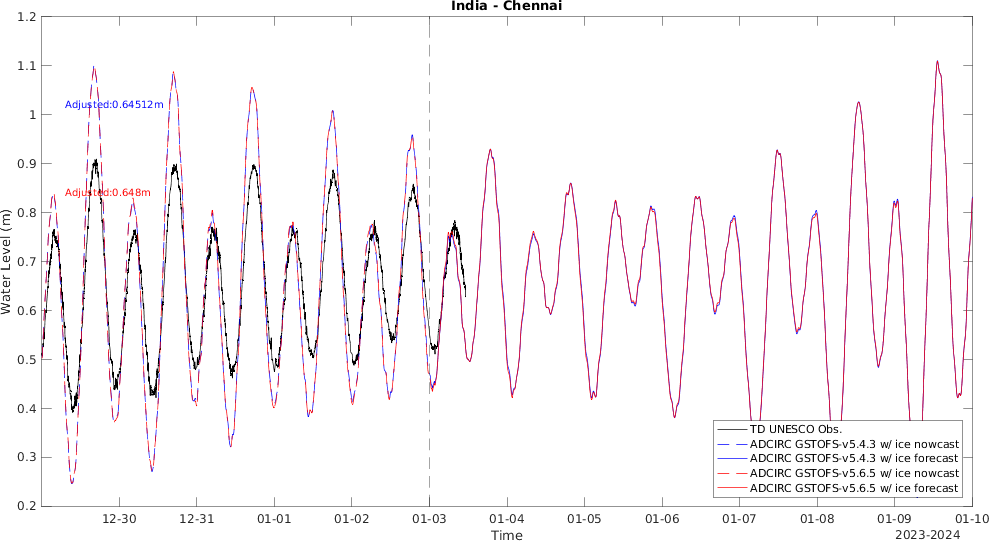 India - Chennai
1.2
1.1
1
0.9
0.8
0.7
0.6
0.5
0.4
0.3
0.2
Water Level (m)
Adjusted:0.64512m
Adjusted:0.648m
TD UNESCO Obs.
ADCIRC GSTOFS-v5.4.3 w/ ice nowcast
ADCIRC GSTOFS-v5.4.3 w/ ice forecast
ADCIRC GSTOFS-v5.6.5 w/ ice nowcast
ADCIRC GSTOFS-v5.6.5 w/ ice forecast
12-30 12-31 01-01 01-02 01-03 01-04 01-05 01-06 01-07 01-08 01-09 01-10
Time
2023-2024